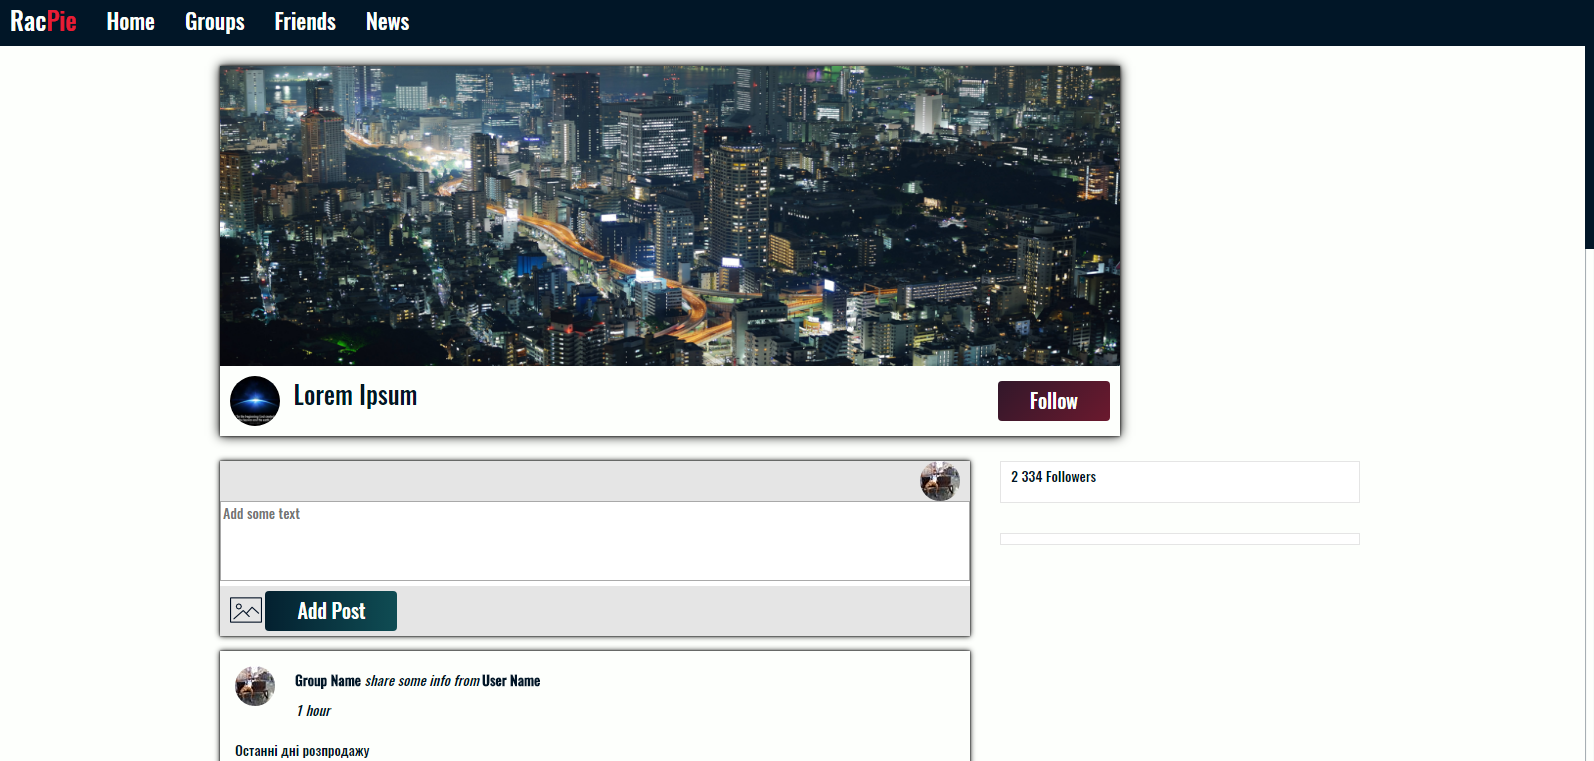 RacPie Home Groups Friends News
Lorem Ipsum
Follow
2 334 Followers
Add some text
Add Post
Group Name share some info from User Name
1 hour
Останні дні розпродажу